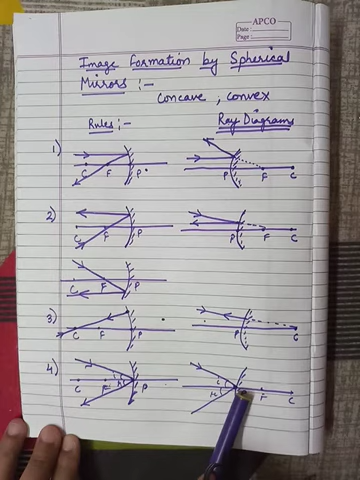 APCO
Date :
Page :
Image Formation by Spherical
Mirrors :-
Concave , convex
Rules :-
Ray Diagrams
1)
C F P
P F C
2)
C F P
P F C
C F P
3)
C F P
P C
4)
C F i r P
i r F C